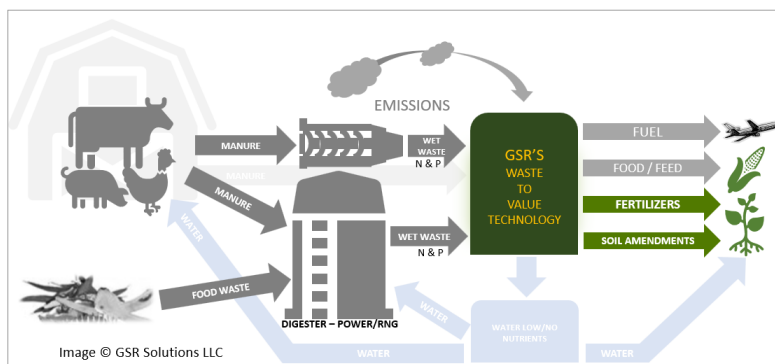 EMISSIONS
MANURE
WET
WASTE
N & P
MANURE
MANURE
WET WASTE
N & P
FOOD WASTE
DIGESTER – POWER/RNG
GSR'S
WASTE
TO
VALUE
TECHNOLOGY
FUEL
FOOD / FEED
FERTILIZERS
SOIL AMENDMENTS
WATER
WATER
WATER LOW/NO
NUTRIENTS
WATER
WATER
Image © GSR Solutions LLC